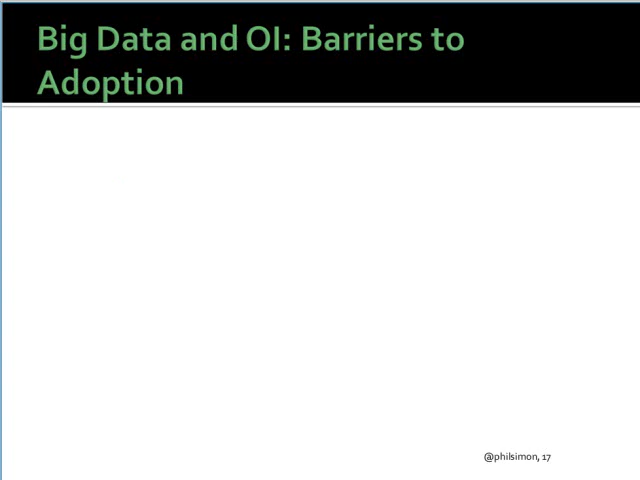 Big Data and OI: Barriers to
Adoption
@philsimon, 17